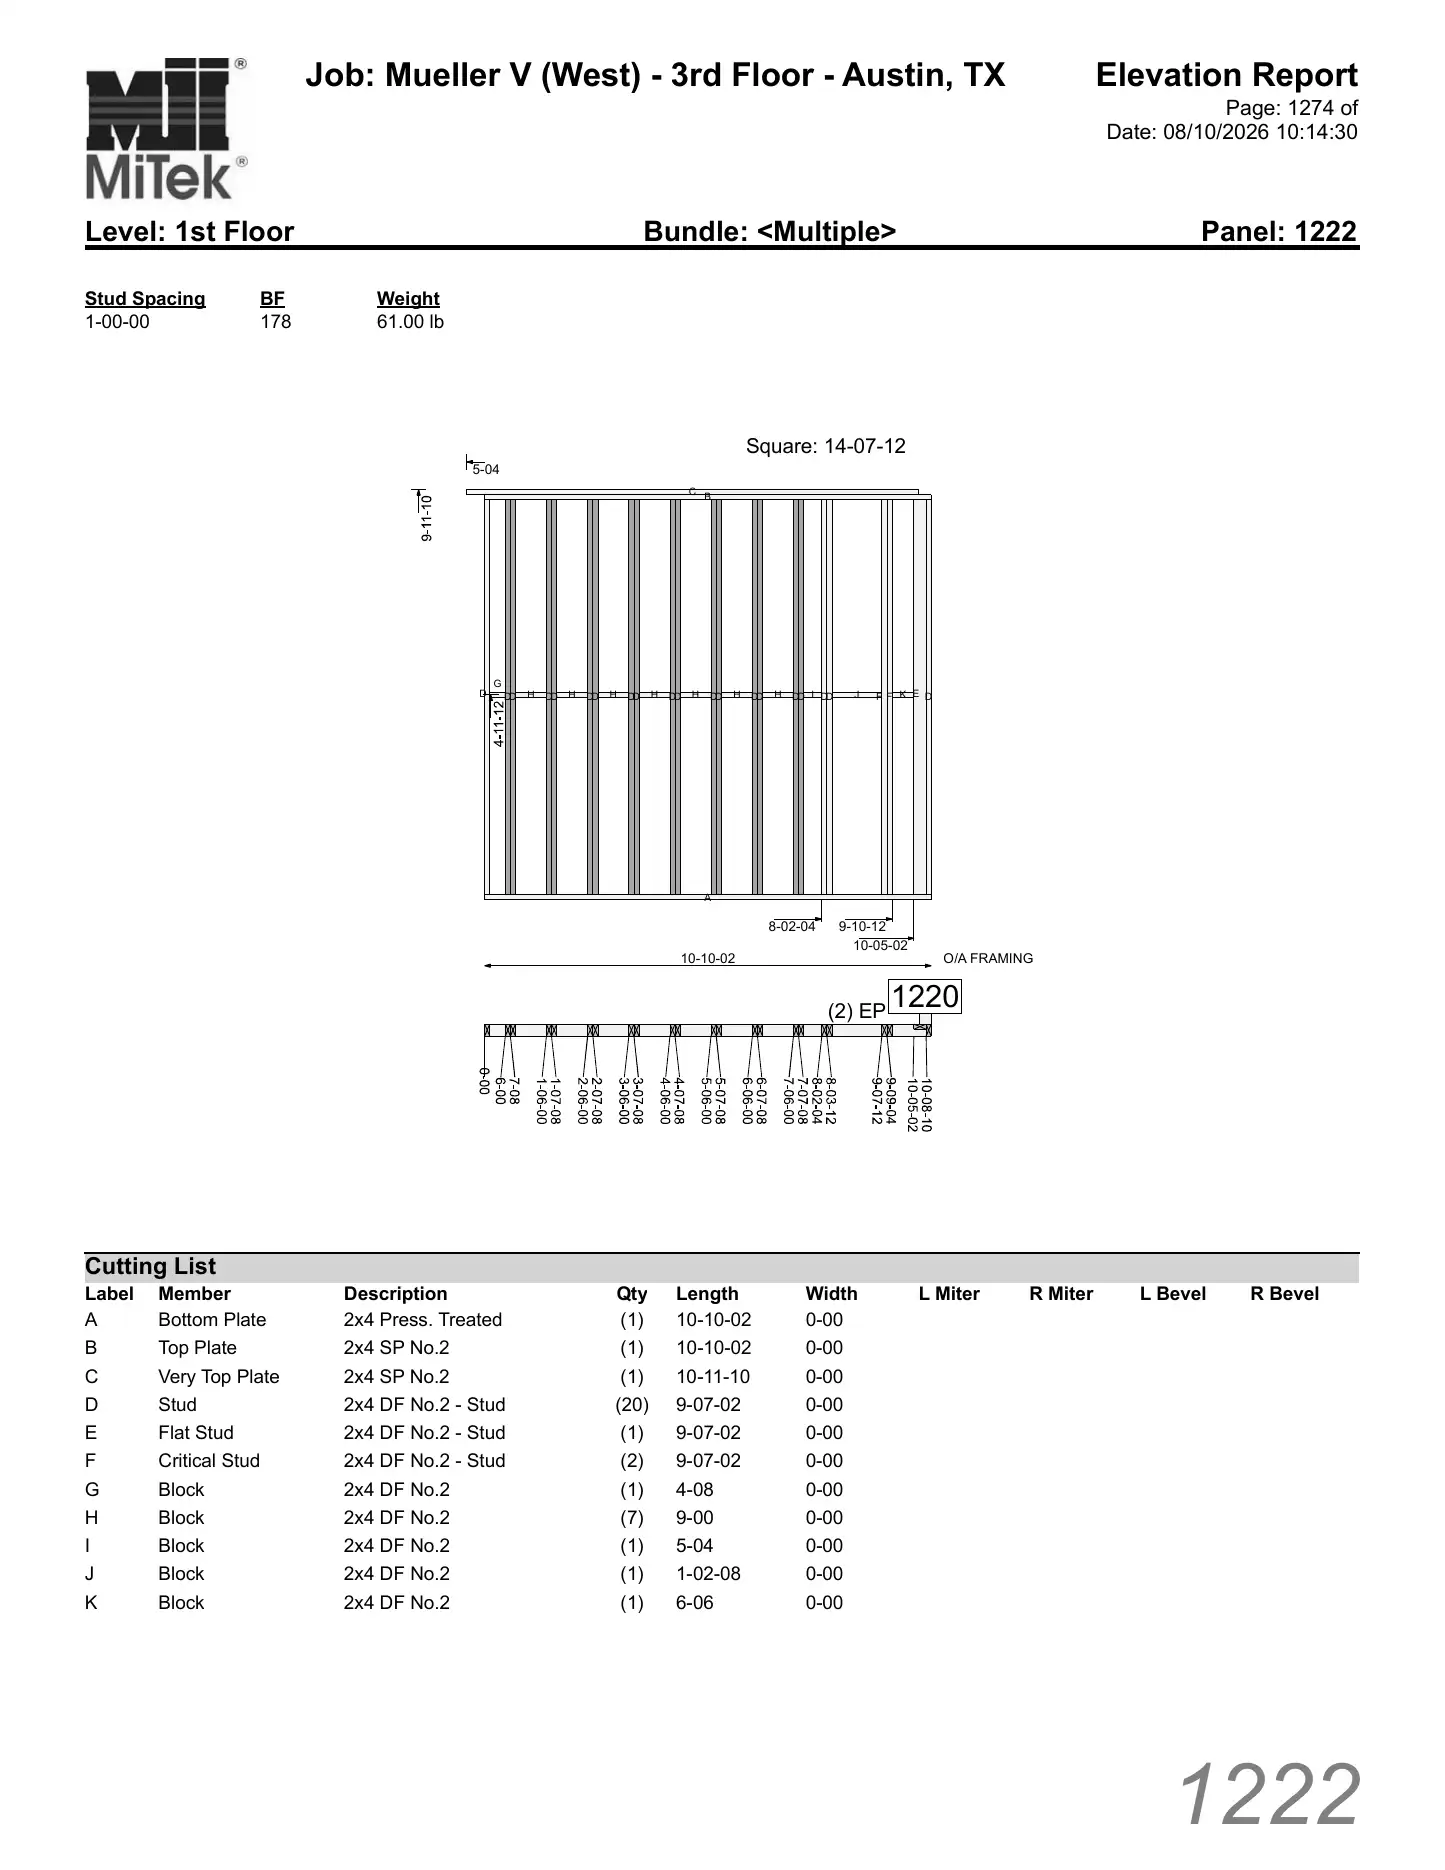 Job: Mueller V (West) - 3rd Floor - Austin, TX
Elevation Report
Page: 1274 of
Date: 08/10/2026 10:14:30
MiTek®
Level: 1st Floor Bundle: <Multiple> Panel: 1222
Stud Spacing BF Weight
1-00-00 178 61.00 lb
Square: 14-07-12
5-04
9-11-10
C
B
G
D D D H D D H D D H D D H D D H D D H D D H D D I D D J F F K E D
4-11-12
A
8-02-04 9-10-12
10-05-02
10-10-02 O/A FRAMING
(2) EP 1220
0-00 6-00 7-08 1-06-00 1-07-08 2-06-00 2-07-08 3-06-00 3-07-08 4-06-00 4-07-08 5-06-00 5-07-08 6-06-00 6-07-08 7-06-00 7-07-08 8-02-04 8-03-12 9-07-12 9-09-04 10-05-02 10-08-10
Cutting List
Label Member Description Qty Length Width L Miter R Miter L Bevel R Bevel
A Bottom Plate 2x4 Press. Treated (1) 10-10-02 0-00
B Top Plate 2x4 SP No.2 (1) 10-10-02 0-00
C Very Top Plate 2x4 SP No.2 (1) 10-11-10 0-00
D Stud 2x4 DF No.2 - Stud (20) 9-07-02 0-00
E Flat Stud 2x4 DF No.2 - Stud (1) 9-07-02 0-00
F Critical Stud 2x4 DF No.2 - Stud (2) 9-07-02 0-00
G Block 2x4 DF No.2 (1) 4-08 0-00
H Block 2x4 DF No.2 (7) 9-00 0-00
I Block 2x4 DF No.2 (1) 5-04 0-00
J Block 2x4 DF No.2 (1) 1-02-08 0-00
K Block 2x4 DF No.2 (1) 6-06 0-00
1222